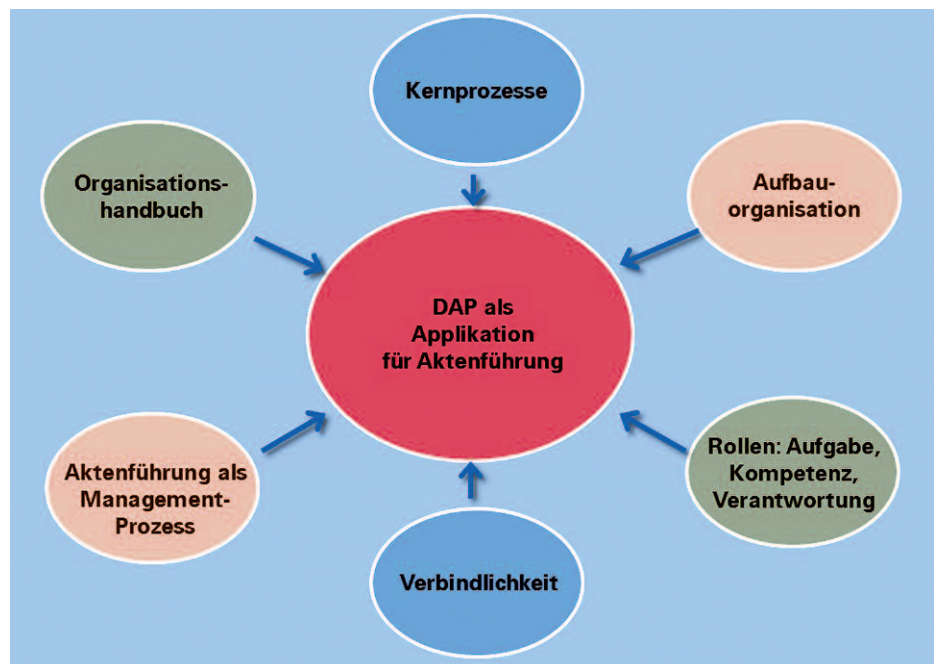 Kernprozesse
Organisations-
handbuch
Aufbau-
organisation
DAP als
Applikation
für Aktenführung
Aktenführung als
Management-
Prozess
Rollen: Aufgabe,
Kompetenz,
Verantwortung
Verbindlichkeit